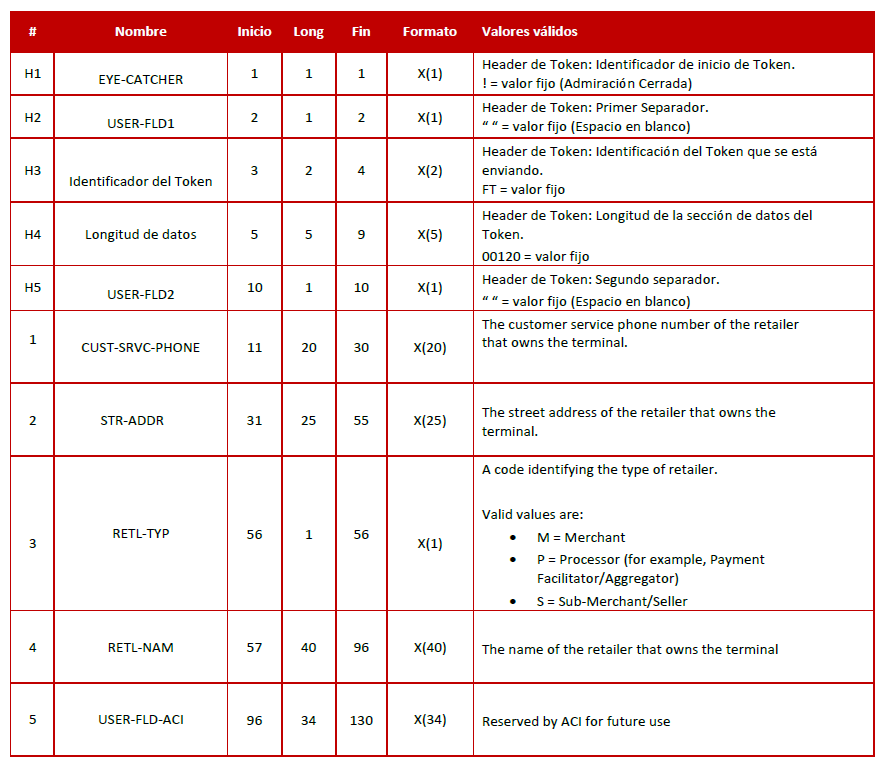 # Nombre Inicio Long Fin Formato Valores válidos
H1 EYE-CATCHER 1 1 1 X(1) Header de Token: Identificador de inicio de Token.
! = valor fijo (Admiración Cerrada)
H2 USER-FLD1 2 1 2 X(1) Header de Token: Primer Separador.
“ “ = valor fijo (Espacio en blanco)
H3 Identificador del Token 3 2 4 X(2) Header de Token: Identificación del Token que se está
enviando.
FT = valor fijo
H4 Longitud de datos 5 5 9 X(5) Header de Token: Longitud de la sección de datos del
Token.
00120 = valor fijo
H5 USER-FLD2 10 1 10 X(1) Header de Token: Segundo separador.
“ “ = valor fijo (Espacio en blanco)
1 CUST-SRVC-PHONE 11 20 30 X(20) The customer service phone number of the retailer
that owns the terminal.
2 STR-ADDR 31 25 55 X(25) The street address of the retailer that owns the
terminal.
3 RETL-TYP 56 1 56 X(1) A code identifying the type of retailer.
Valid values are:
• M = Merchant
• P = Processor (for example, Payment
Facilitator/Aggregator)
• S = Sub-Merchant/Seller
4 RETL-NAM 57 40 96 X(40) The name of the retailer that owns the terminal
5 USER-FLD-ACI 96 34 130 X(34) Reserved by ACI for future use